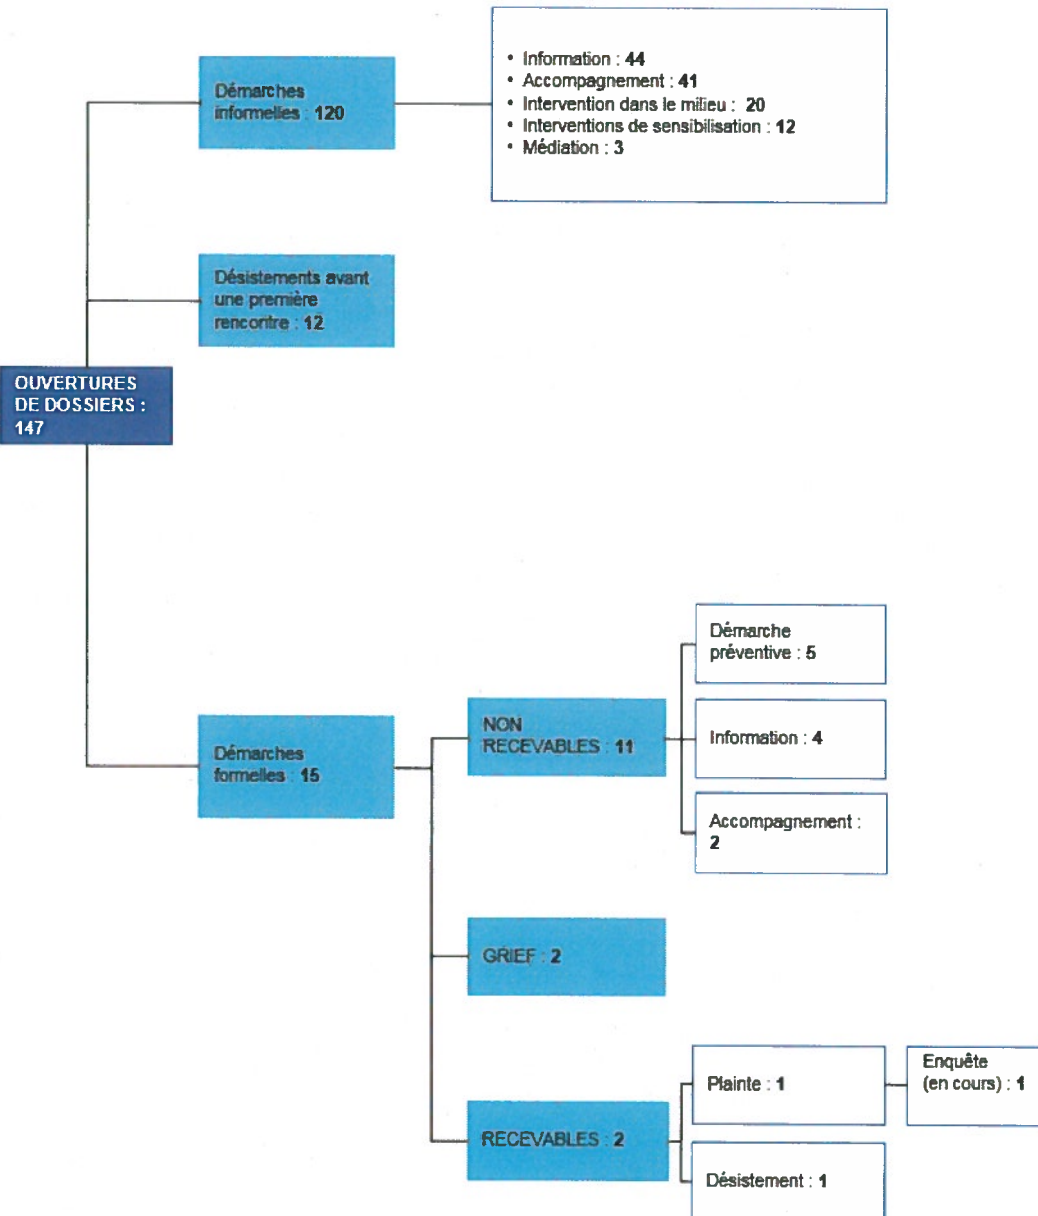 • Information : 44
• Accompagnement : 41
• Intervention dans le milieu : 20
• Interventions de sensibilisation : 12
• Médiation : 3
Démarches
informelles : 120
Désistements avant
une première
rencontre : 12
OUVERTURES
DE DOSSIERS :
147
Démarches
formelles : 15
NON
RECEVABLES : 11
Démarche
préventive : 5
Information : 4
Accompagnement :
2
GRIEF : 2
RECEVABLES : 2
Plainte : 1
Enquête
(en cours) : 1
Désistement : 1